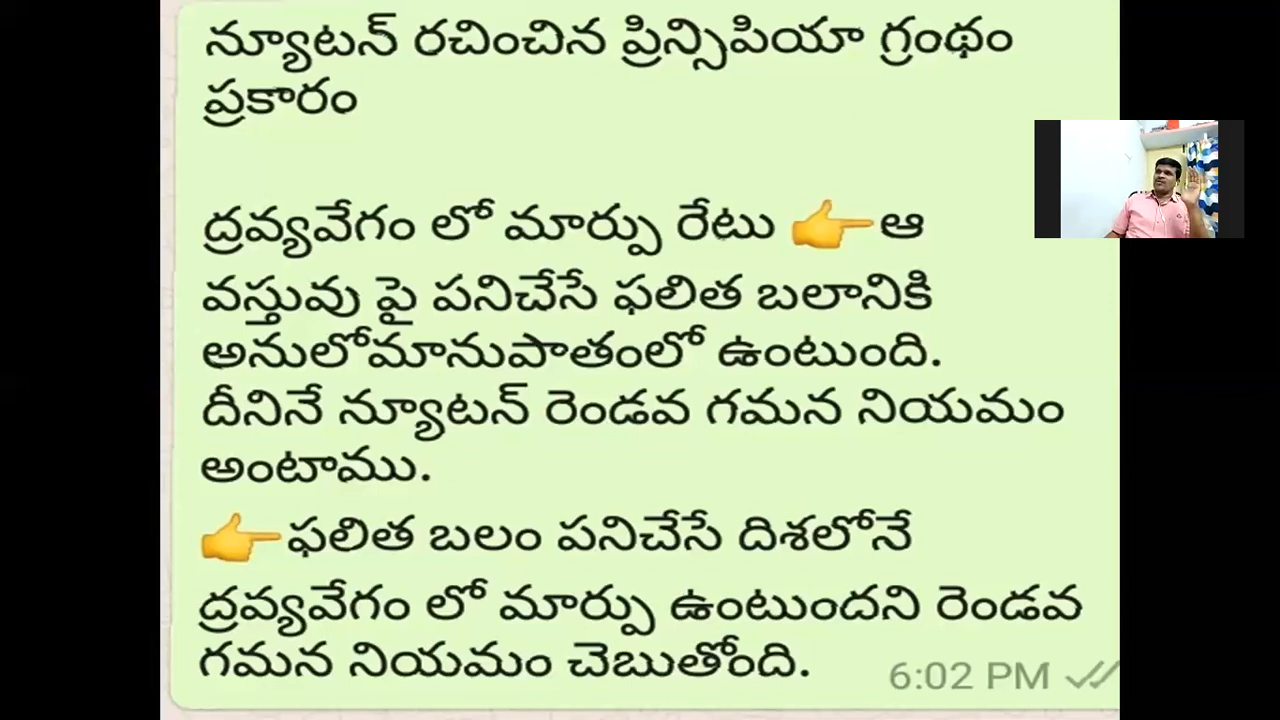 న్యూటన్ రచించిన ప్రిన్సిపియా గ్రంథం
ప్రకారం
ద్రవ్యవేగం లో మార్పు రేటు 👉ఆ
వస్తువు పై పనిచేసే ఫలిత బలానికి
అనులోమానుపాతంలో ఉంటుంది.
దీనినే న్యూటన్ రెండవ గమన నియమం
అంటాము.
👉ఫలిత బలం పనిచేసే దిశలోనే
ద్రవ్యవేగం లో మార్పు ఉంటుందని రెండవ
గమన నియమం చెబుతోంది.
6:02 PM